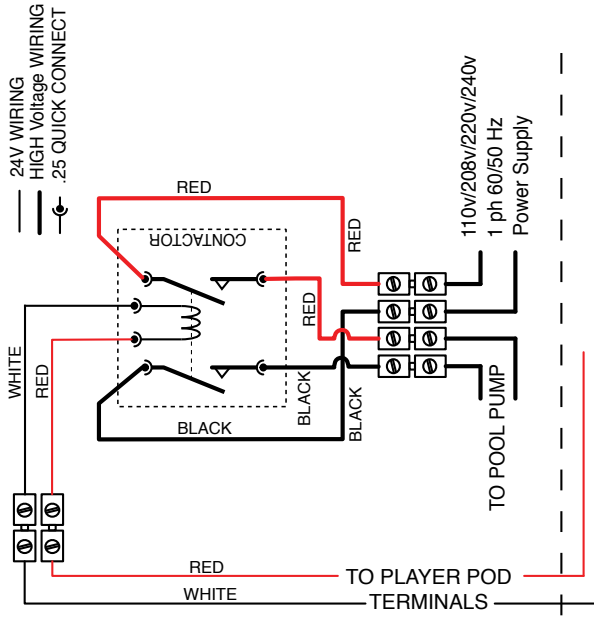 24V WIRING
HIGH Voltage WIRING
.25 QUICK CONNECT
RED
CONTACTOR
RED
RED
WHITE
RED
BLACK
BLACK
BLACK
110v/208v/220v/240v
1 ph 60/50 Hz
Power Supply
TO POOL PUMP
RED
TO PLAYER POD
WHITE
TERMINALS